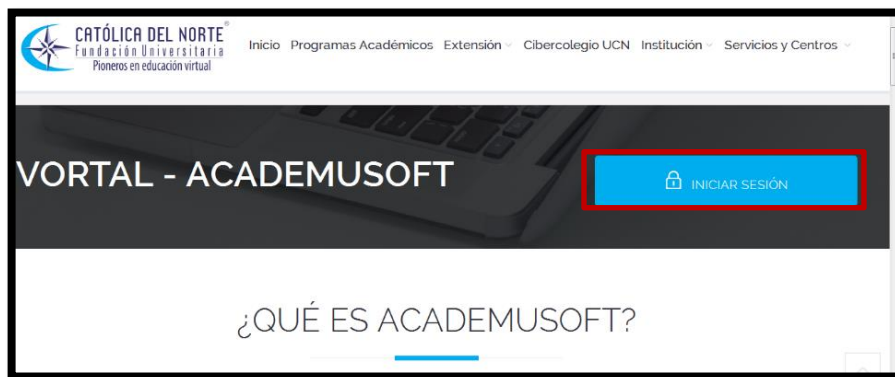 CATÓLICA DEL NORTE®
Fundación Universitaria
Pioneros en educación virtual
Inicio Programas Académicos Extensión Cibercolegio UCN Institución Servicios y Centros
VORTAL - ACADEMUSOFT
INICIAR SESIÓN
¿QUÉ ES ACADEMUSOFT?